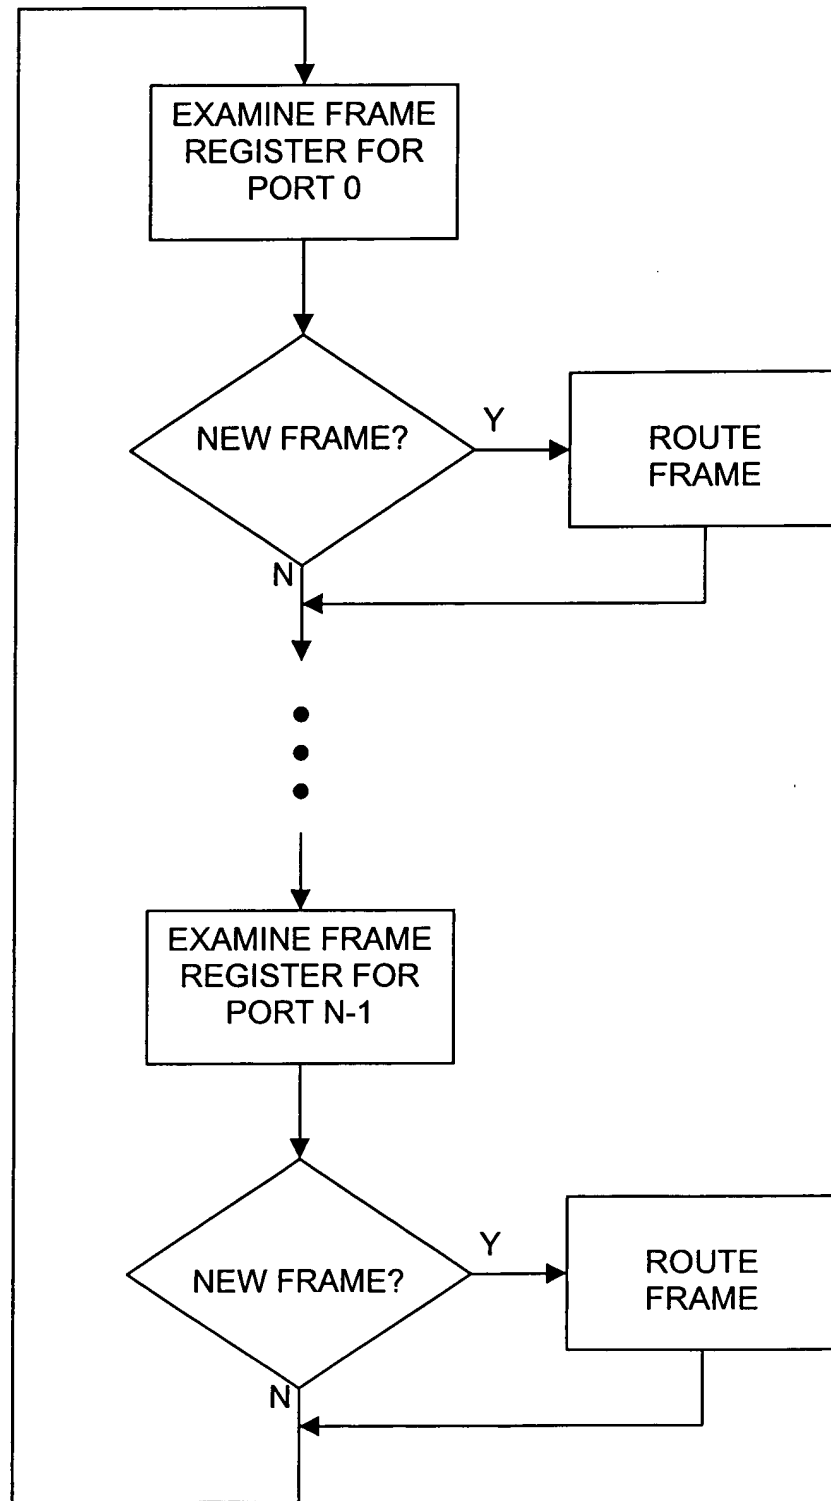 EXAMINE FRAME
REGISTER FOR
PORT 0
NEW FRAME?
Y
ROUTE
FRAME
N
EXAMINE FRAME
REGISTER FOR
PORT N-1
NEW FRAME?
Y
ROUTE
FRAME
N